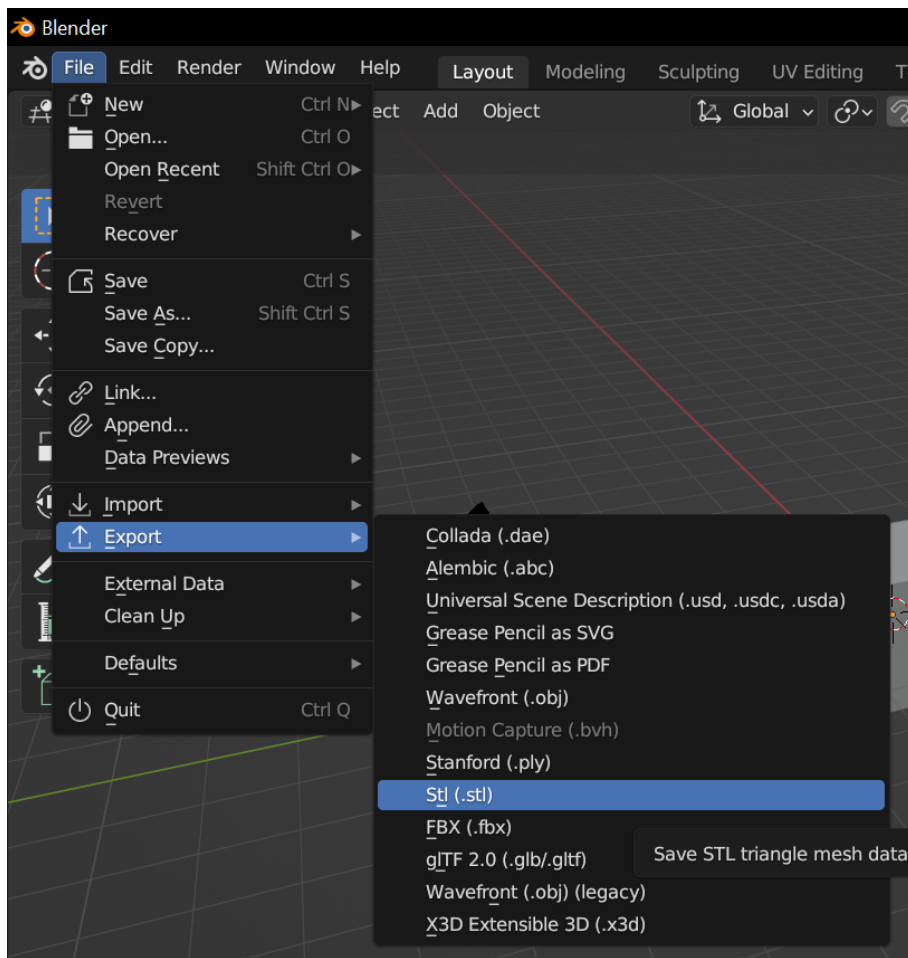 Blender
File Edit Render Window Help Layout Modeling Sculpting UV Editing T
New Ctrl N
ect Add Object Global
Open... Ctrl O
Open Recent Shift Ctrl O
Revert
Recover
Save Ctrl S
Save As... Shift Ctrl S
Save Copy...
Link...
Append...
Data Previews
Import
Export
External Data
Clean Up
Defaults
Quit Ctrl Q
Collada (.dae)
Alembic (.abc)
Universal Scene Description (.usd, .usdc, .usda)
Grease Pencil as SVG
Grease Pencil as PDF
Wavefront (.obj)
Motion Capture (.bvh)
Stanford (.ply)
Stl (.stl)
FBX (.fbx)
glTF 2.0 (.glb/.gltf)
Save STL triangle mesh data
Wavefront (.obj) (legacy)
X3D Extensible 3D (.x3d)